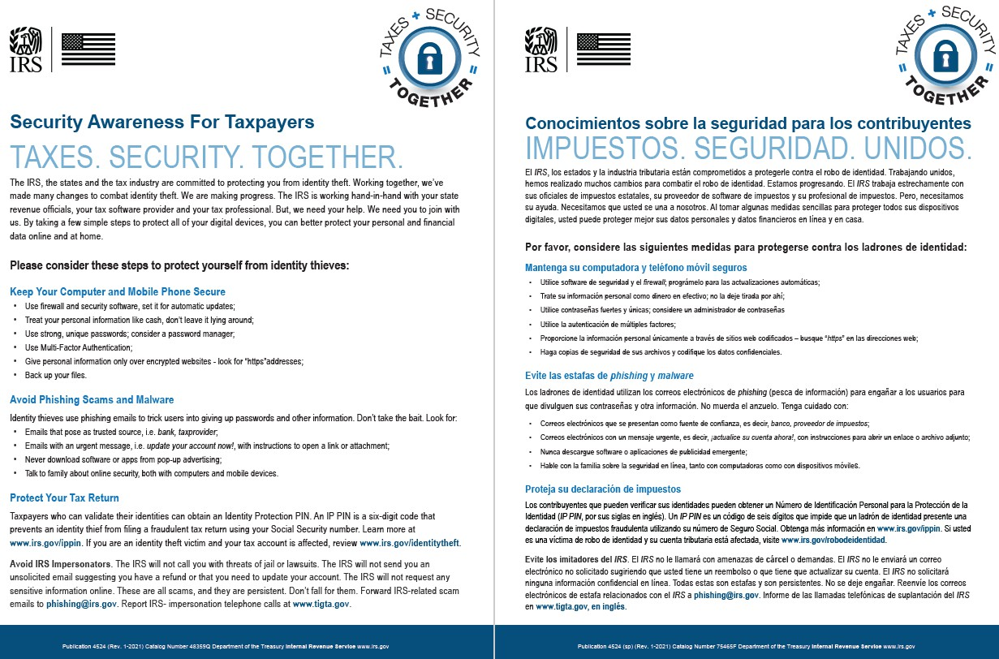 IRS
TAXES + SECURITY
= TOGETHER =
Security Awareness For Taxpayers
TAXES. SECURITY. TOGETHER.
The IRS, the states and the tax industry are committed to protecting you from identity theft. Working together, we've
made many changes to combat identity theft. We are making progress. The IRS is working hand-in-hand with your state
revenue officials, your tax software provider and your tax professional. But, we need your help. We need you to join with
us. By taking a few simple steps to protect all of your digital devices, you can better protect your personal and financial
data online and at home.
Please consider these steps to protect yourself from identity thieves:
Keep Your Computer and Mobile Phone Secure
• Use firewall and security software, set it for automatic updates;
• Treat your personal information like cash, don't leave it lying around;
• Use strong, unique passwords; consider a password manager;
• Use Multi-Factor Authentication;
• Give personal information only over encrypted websites - look for “https”addresses;
• Back up your files.
Avoid Phishing Scams and Malware
Identity thieves use phishing emails to trick users into giving up passwords and other information. Don't take the bait. Look for:
• Emails that pose as trusted source, i.e. bank, taxprovider;
• Emails with an urgent message, i.e. update your account now!, with instructions to open a link or attachment;
• Never download software or apps from pop-up advertising;
• Talk to family about online security, both with computers and mobile devices.
Protect Your Tax Return
Taxpayers who can validate their identities can obtain an Identity Protection PIN. An IP PIN is a six-digit code that
prevents an identity thief from filing a fraudulent tax return using your Social Security number. Learn more at
www.irs.gov/ippin. If you are an identity theft victim and your tax account is affected, review www.irs.gov/identitytheft.
Avoid IRS Impersonators. The IRS will not call you with threats of jail or lawsuits. The IRS will not send you an
unsolicited email suggesting you have a refund or that you need to update your account. The IRS will not request any
sensitive information online. These are all scams, and they are persistent. Don't fall for them. Forward IRS-related scam
emails to phishing@irs.gov. Report IRS- impersonation telephone calls at www.tigta.gov.
Publication 4524 (Rev. 1-2021) Catalog Number 48359Q Department of the Treasury Internal Revenue Service www.irs.gov
IRS
TAXES + SECURITY
= TOGETHER =
Conocimientos sobre la seguridad para los contribuyentes
IMPUESTOS. SEGURIDAD. UNIDOS.
El IRS, los estados y la industria tributaria están comprometidos a protegerle contra el robo de identidad. Trabajando unidos,
hemos realizado muchos cambios para combatir el robo de identidad. Estamos progresando. El IRS trabaja estrechamente con
sus oficiales de impuestos estatales, su proveedor de software de impuestos y su profesional de impuestos. Pero, necesitamos
su ayuda. Necesitamos que usted se una a nosotros. Al tomar algunas medidas sencillas para proteger todos sus dispositivos
digitales, usted puede proteger mejor sus datos personales y datos financieros en línea y en casa.
Por favor, considere las siguientes medidas para protegerse contra los ladrones de identidad:
Mantenga su computadora y teléfono móvil seguros
• Utilice software de seguridad y el firewall; prográmelo para las actualizaciones automáticas;
• Trate su información personal como dinero en efectivo; no la deje tirada por ahí;
• Utilice contraseñas fuertes y únicas; considere un administrador de contraseñas
• Utilice la autenticación de múltiples factores;
• Proporcione la información personal únicamente a través de sitios web codificados – busque “https” en las direcciones web;
• Haga copias de seguridad de sus archivos y codifique los datos confidenciales.
Evite las estafas de phishing y malware
Los ladrones de identidad utilizan los correos electrónicos de phishing (pesca de información) para engañar a los usuarios para
que divulguen sus contraseñas y otra información. No muerda el anzuelo. Tenga cuidado con:
• Correos electrónicos que se presentan como fuente de confianza, es decir, banco, proveedor de impuestos;
• Correos electrónicos con un mensaje urgente, es decir, ¡actualice su cuenta ahora!, con instrucciones para abrir un enlace o archivo adjunto;
• Nunca descargue software o aplicaciones de publicidad emergente;
• Hable con la familia sobre la seguridad en línea, tanto con computadoras como con dispositivos móviles.
Proteja su declaración de impuestos
Los contribuyentes que pueden verificar sus identidades pueden obtener un Número de Identificación Personal para la Protección de la
Identidad (IP PIN, por sus siglas en inglés). Un IP PIN es un código de seis dígitos que impide que un ladrón de identidad presente una
declaración de impuestos fraudulenta utilizando su número de Seguro Social. Obtenga más información en www.irs.gov/ippin. Si usted
es una víctima de robo de identidad y su cuenta tributaria está afectada, visite www.irs.gov/robodeidentidad.
Evite los imitadores del IRS. El IRS no le llamará con amenazas de cárcel o demandas. El IRS no le enviará un correo
electrónico no solicitado sugiriendo que usted tiene un reembolso o que tiene que actualizar su cuenta. El IRS no solicitará
ninguna información confidencial en línea. Todas estas son estafas y son persistentes. No se deje engañar. Reenvíe los correos
electrónicos de estafa relacionados con el IRS a phishing@irs.gov. Informe de las llamadas telefónicas de suplantación del IRS
en www.tigta.gov, en inglés.
Publication 4524 (sp) (Rev. 1-2021) Catalog Number 75465F Department of the Treasury Internal Revenue Service www.irs.gov